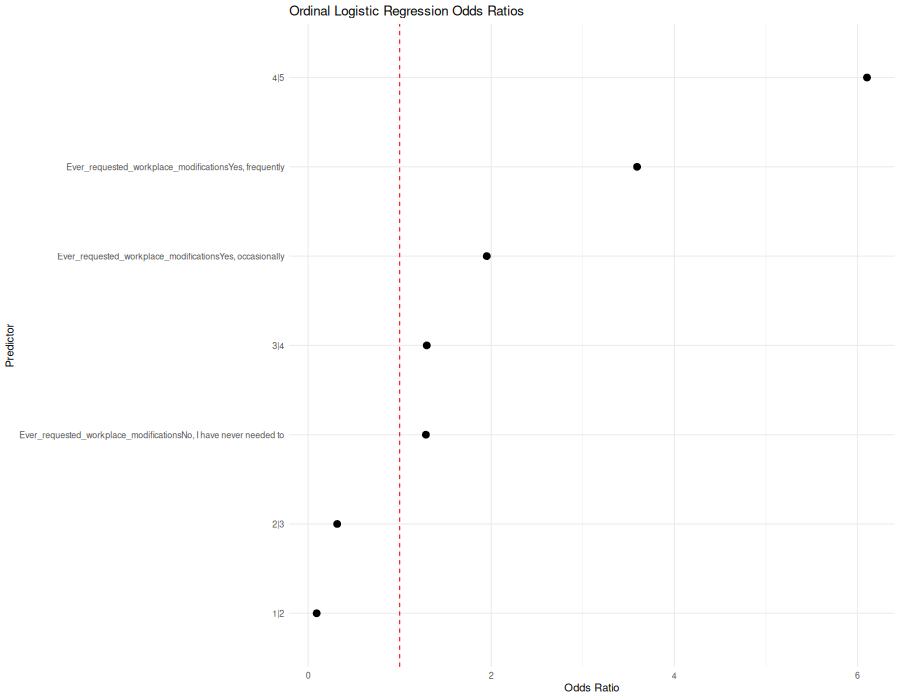 Ordinal Logistic Regression Odds Ratios
Predictor
4|5
Ever_requested_workplace_modificationsYes, frequently
Ever_requested_workplace_modificationsYes, occasionally
3|4
Ever_requested_workplace_modificationsNo, I have never needed to
2|3
1|2
0 2 4 6
Odds Ratio